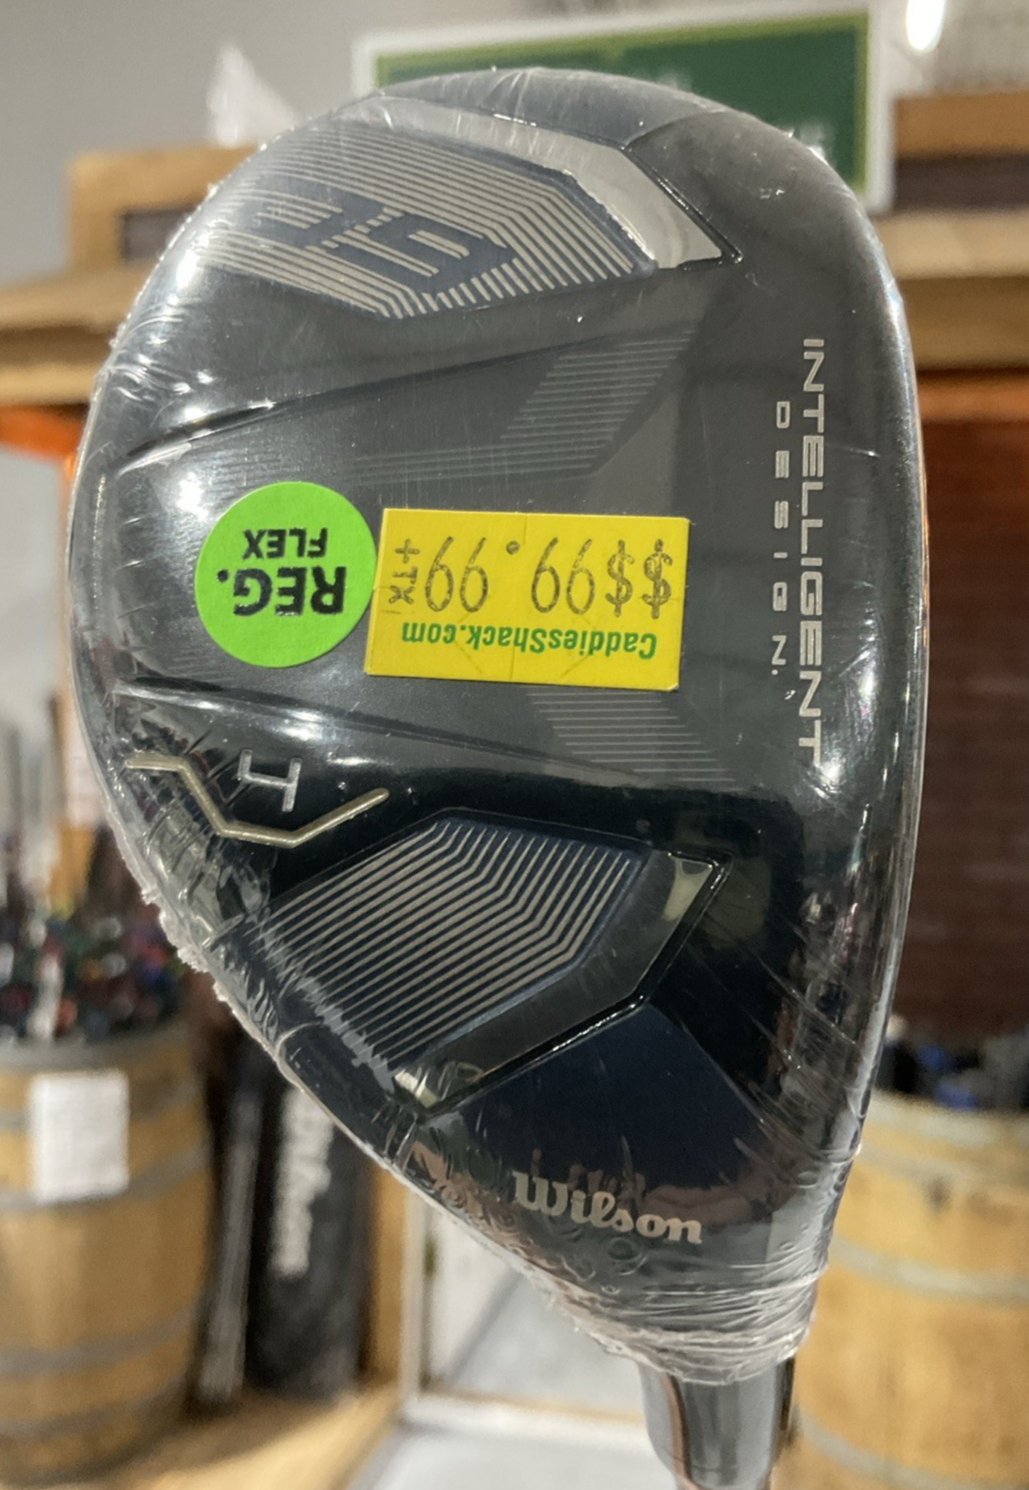 INTELLIGENT
DESIGN.
REG.
FLEX
CaddiesShack.com
$$99.99
+TX
H
Wilson